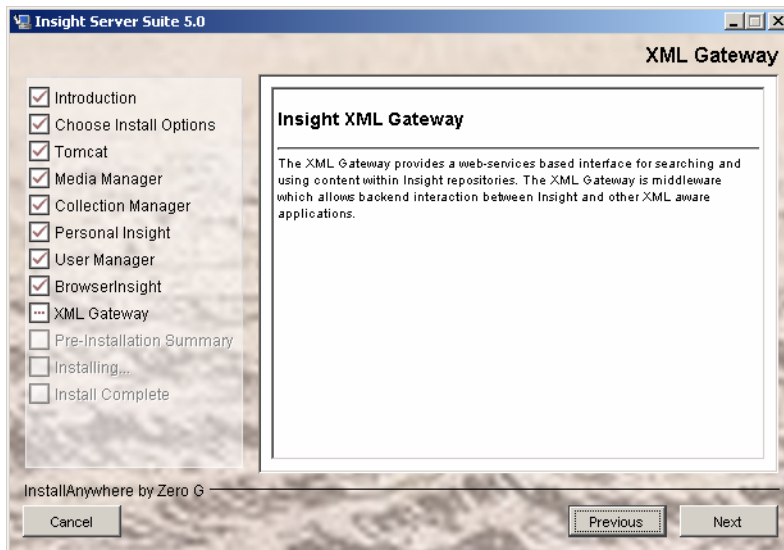 Insight Server Suite 5.0
XML Gateway
Introduction
Choose Install Options
Tomcat
Media Manager
Collection Manager
Personal Insight
User Manager
BrowserInsight
XML Gateway
Pre-Installation Summary
Installing...
Install Complete
Insight XML Gateway
The XML Gateway provides a web-services based interface for searching and
using content within Insight repositories. The XML Gateway is middleware
which allows backend interaction between Insight and other XML aware
applications.
InstallAnywhere by Zero G
Cancel
Previous
Next